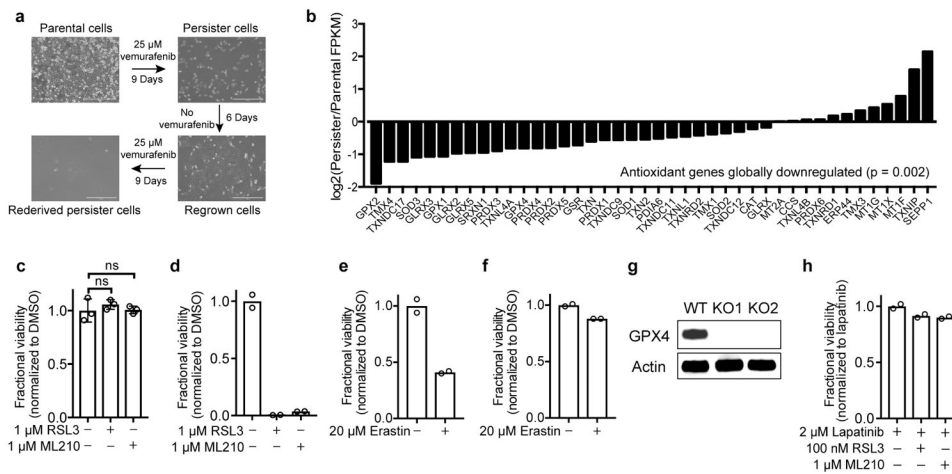 a
Parental cells
Persister cells
25 μM
vemurafenib
9 Days
No
vemurafenib
6 Days
25 μM
vemurafenib
9 Days
Rederived persister cells
Regrown cells
b
log2(Persister/Parental FPKM)
3
2
1
0
-1
-2
Antioxidant genes globally downregulated (p = 0.002)
GPX2
TMX4
TXNDC17
SOD3
GLRX3
GPX1
GLRX2
GLRX5
SRXN1
PRDX3
TXNL4A
GPX4
PRDX4
PRDX2
PRDX5
GSR
TXN
PRDX1
TXNDC9
SOD1
TXN2
PDIA6
TXNDC11
TXNL1
TXNRD2
TMX1
SOD2
TXNDC12
CAT
GLRX
MT2A
CCS
TXNL4B
PRDX6
TXNRD1
ERP44
TMX3
MT1G
MT1X
MT1F
TXNIP
SEPP1
c
Fractional viability
(normalized to DMSO)
1.0
0.5
0.0
ns
ns
1 μM RSL3 – + –
1 μM ML210 – – +
d
Fractional viability
(normalized to DMSO)
1.0
0.5
0.0
1 μM RSL3 – + –
1 μM ML210 – – +
e
Fractional viability
(normalized to DMSO)
1.0
0.5
0.0
20 μM Erastin – +
f
Fractional viability
(normalized to DMSO)
1.0
0.5
0.0
20 μM Erastin – +
g
WT KO1 KO2
GPX4
Actin
h
Fractional viability
(normalized to lapatinib)
1.0
0.5
0.0
2 μM Lapatinib + + +
100 nM RSL3 – + –
1 μM ML210 – – +